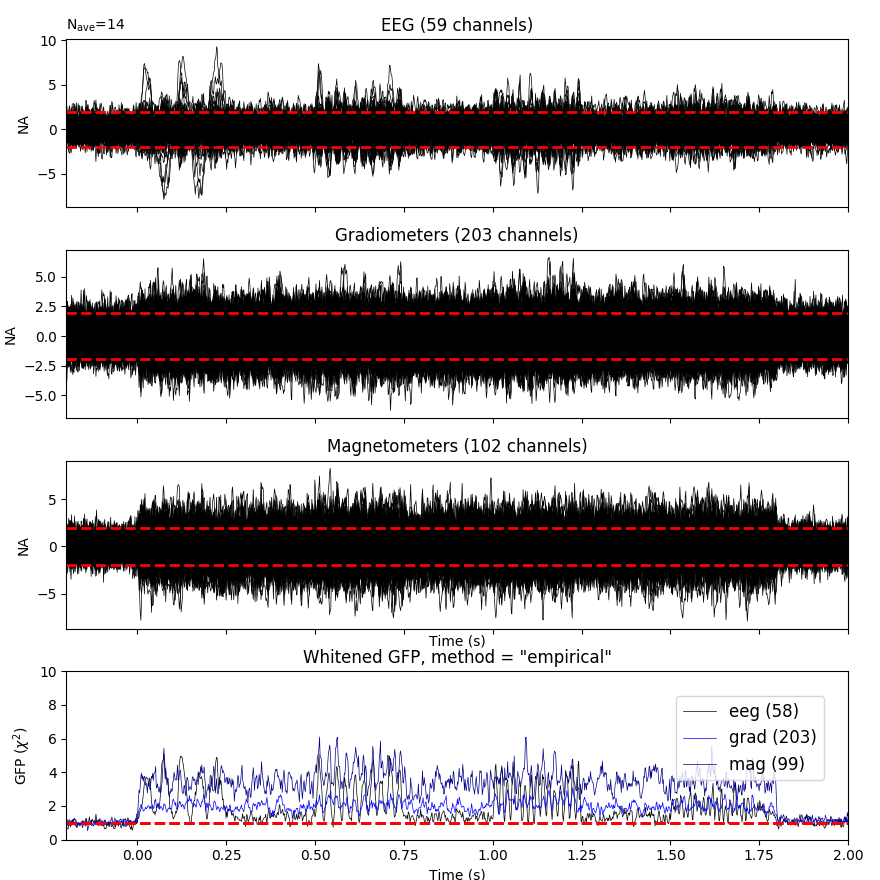 Nave=14
EEG (59 channels)
10
5
0
−5
NA
Gradiometers (203 channels)
5.0
2.5
0.0
−2.5
−5.0
NA
Magnetometers (102 channels)
5
0
−5
NA
Time (s)
Whitened GFP, method = "empirical"
10
8
6
4
2
0
GFP (χ²)
eeg (58)
grad (203)
mag (99)
0.00 0.25 0.50 0.75 1.00 1.25 1.50 1.75 2.00
Time (s)